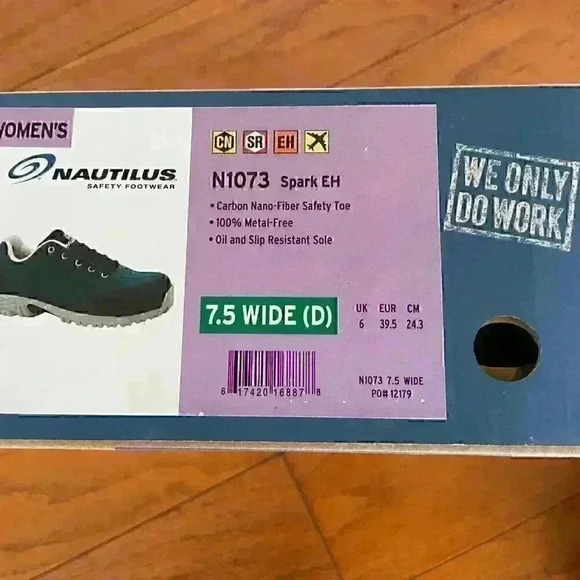 WOMEN'S
NAUTILUS
SAFETY FOOTWEAR
CN SR EH
N1073 Spark EH
• Carbon Nano-Fiber Safety Toe
• 100% Metal-Free
• Oil and Slip Resistant Sole
7.5 WIDE (D)
UK EUR CM
6 39.5 24.3
6 17420 16887 8
N1073 7.5 WIDE
PO# 12179
WE ONLY
DO WORK